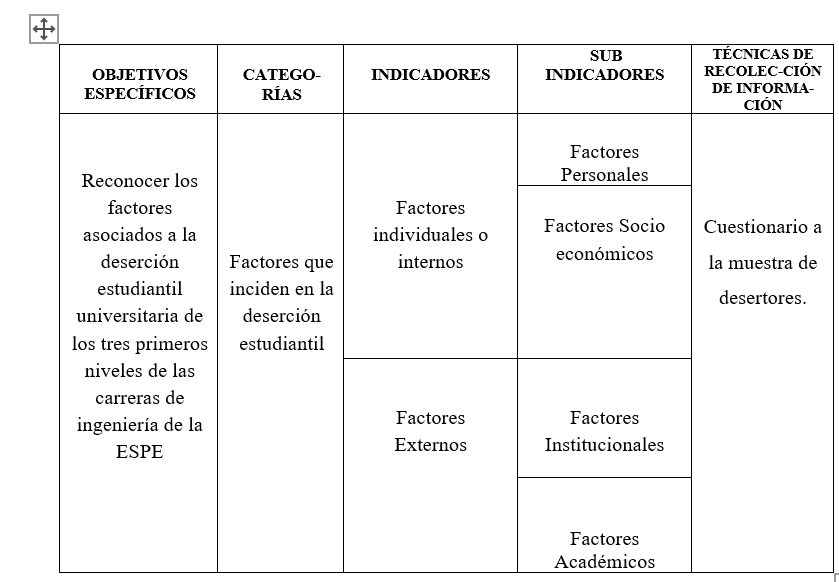 OBJETIVOS
ESPECÍFICOS
CATEGO-
RÍAS
INDICADORES
SUB
INDICADORES
TÉCNICAS DE
RECOLEC-CIÓN
DE INFORMA-
CIÓN
Reconocer los
factores
asociados a la
deserción
estudiantil
universitaria de
los tres primeros
niveles de las
carreras de
ingeniería de la
ESPE
Factores que
inciden en la
deserción
estudiantil
Factores
individuales o
internos
Factores
Personales
Factores Socio
económicos
Factores
Externos
Factores
Institucionales
Factores
Académicos
Cuestionario a
la muestra de
desertores.